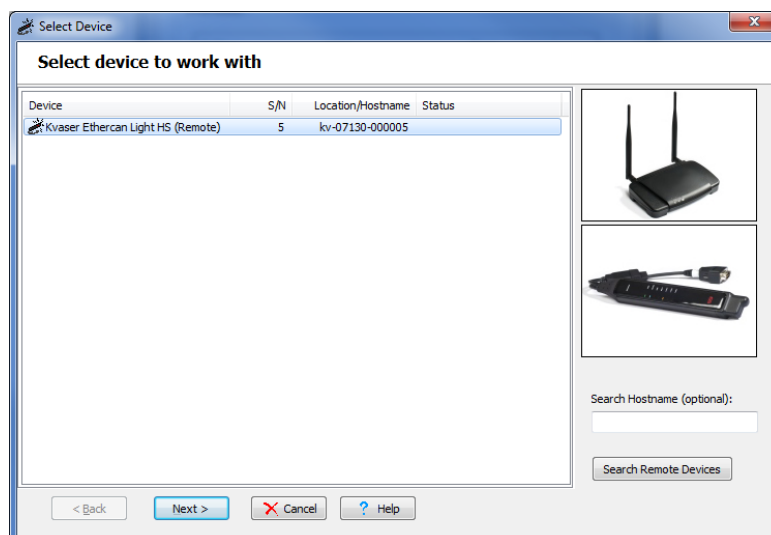 Select Device
Select device to work with
Device S/N Location/Hostname Status
Kvaser Ethercan Light HS (Remote) 5 kv-07130-000005
Search Hostname (optional):
Search Remote Devices
< Back Next > Cancel ? Help